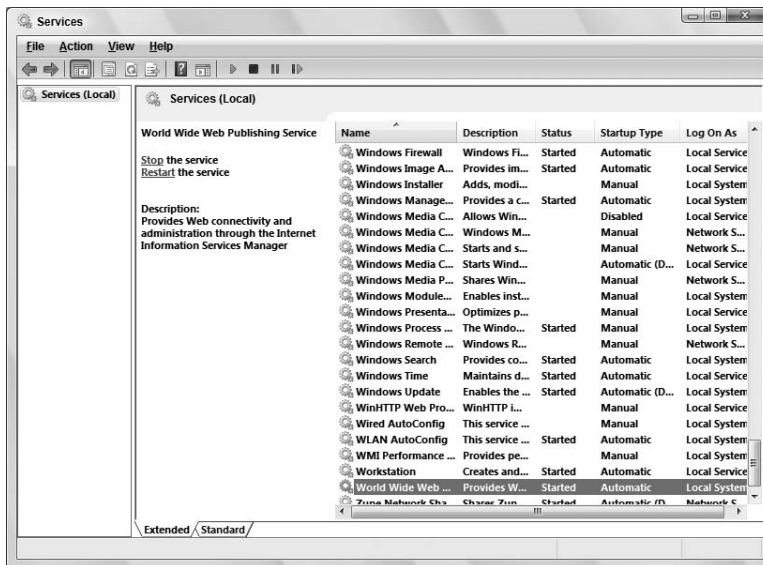 Services
File Action View Help
Services (Local)
Services (Local)
World Wide Web Publishing Service
Stop the service
Restart the service
Description:
Provides Web connectivity and
administration through the Internet
Information Services Manager
Name Description Status Startup Type Log On As
Windows Firewall Windows Fi... Started Automatic Local Service
Windows Image A... Provides im... Started Automatic Local Service
Windows Installer Adds, modi... Manual Local System
Windows Manage... Provides a c... Started Automatic Local System
Windows Media C... Allows Win... Disabled Local Service
Windows Media C... Windows M... Manual Network S...
Windows Media C... Starts and s... Manual Network S...
Windows Media C... Starts Wind... Automatic (D... Local Service
Windows Media P... Shares Win... Manual Network S...
Windows Module... Enables inst... Manual Local System
Windows Presenta... Optimizes p... Manual Local Service
Windows Process ... The Windo... Started Manual Local System
Windows Remote ... Windows R... Manual Network S...
Windows Search Provides co... Started Automatic Local System
Windows Time Maintains d... Started Automatic Local Service
Windows Update Enables the ... Started Automatic (D... Local System
WinHTTP Web Pro... WinHTTP i... Manual Local Service
Wired AutoConfig This service ... Manual Local System
WLAN AutoConfig This service ... Started Automatic Local System
WMI Performance ... Provides pe... Manual Local System
Workstation Creates and... Started Automatic Local Service
World Wide Web ... Provides W... Started Automatic Local System
Zune Network Sha Shares Zun Started Automatic (D Network S
Extended Standard